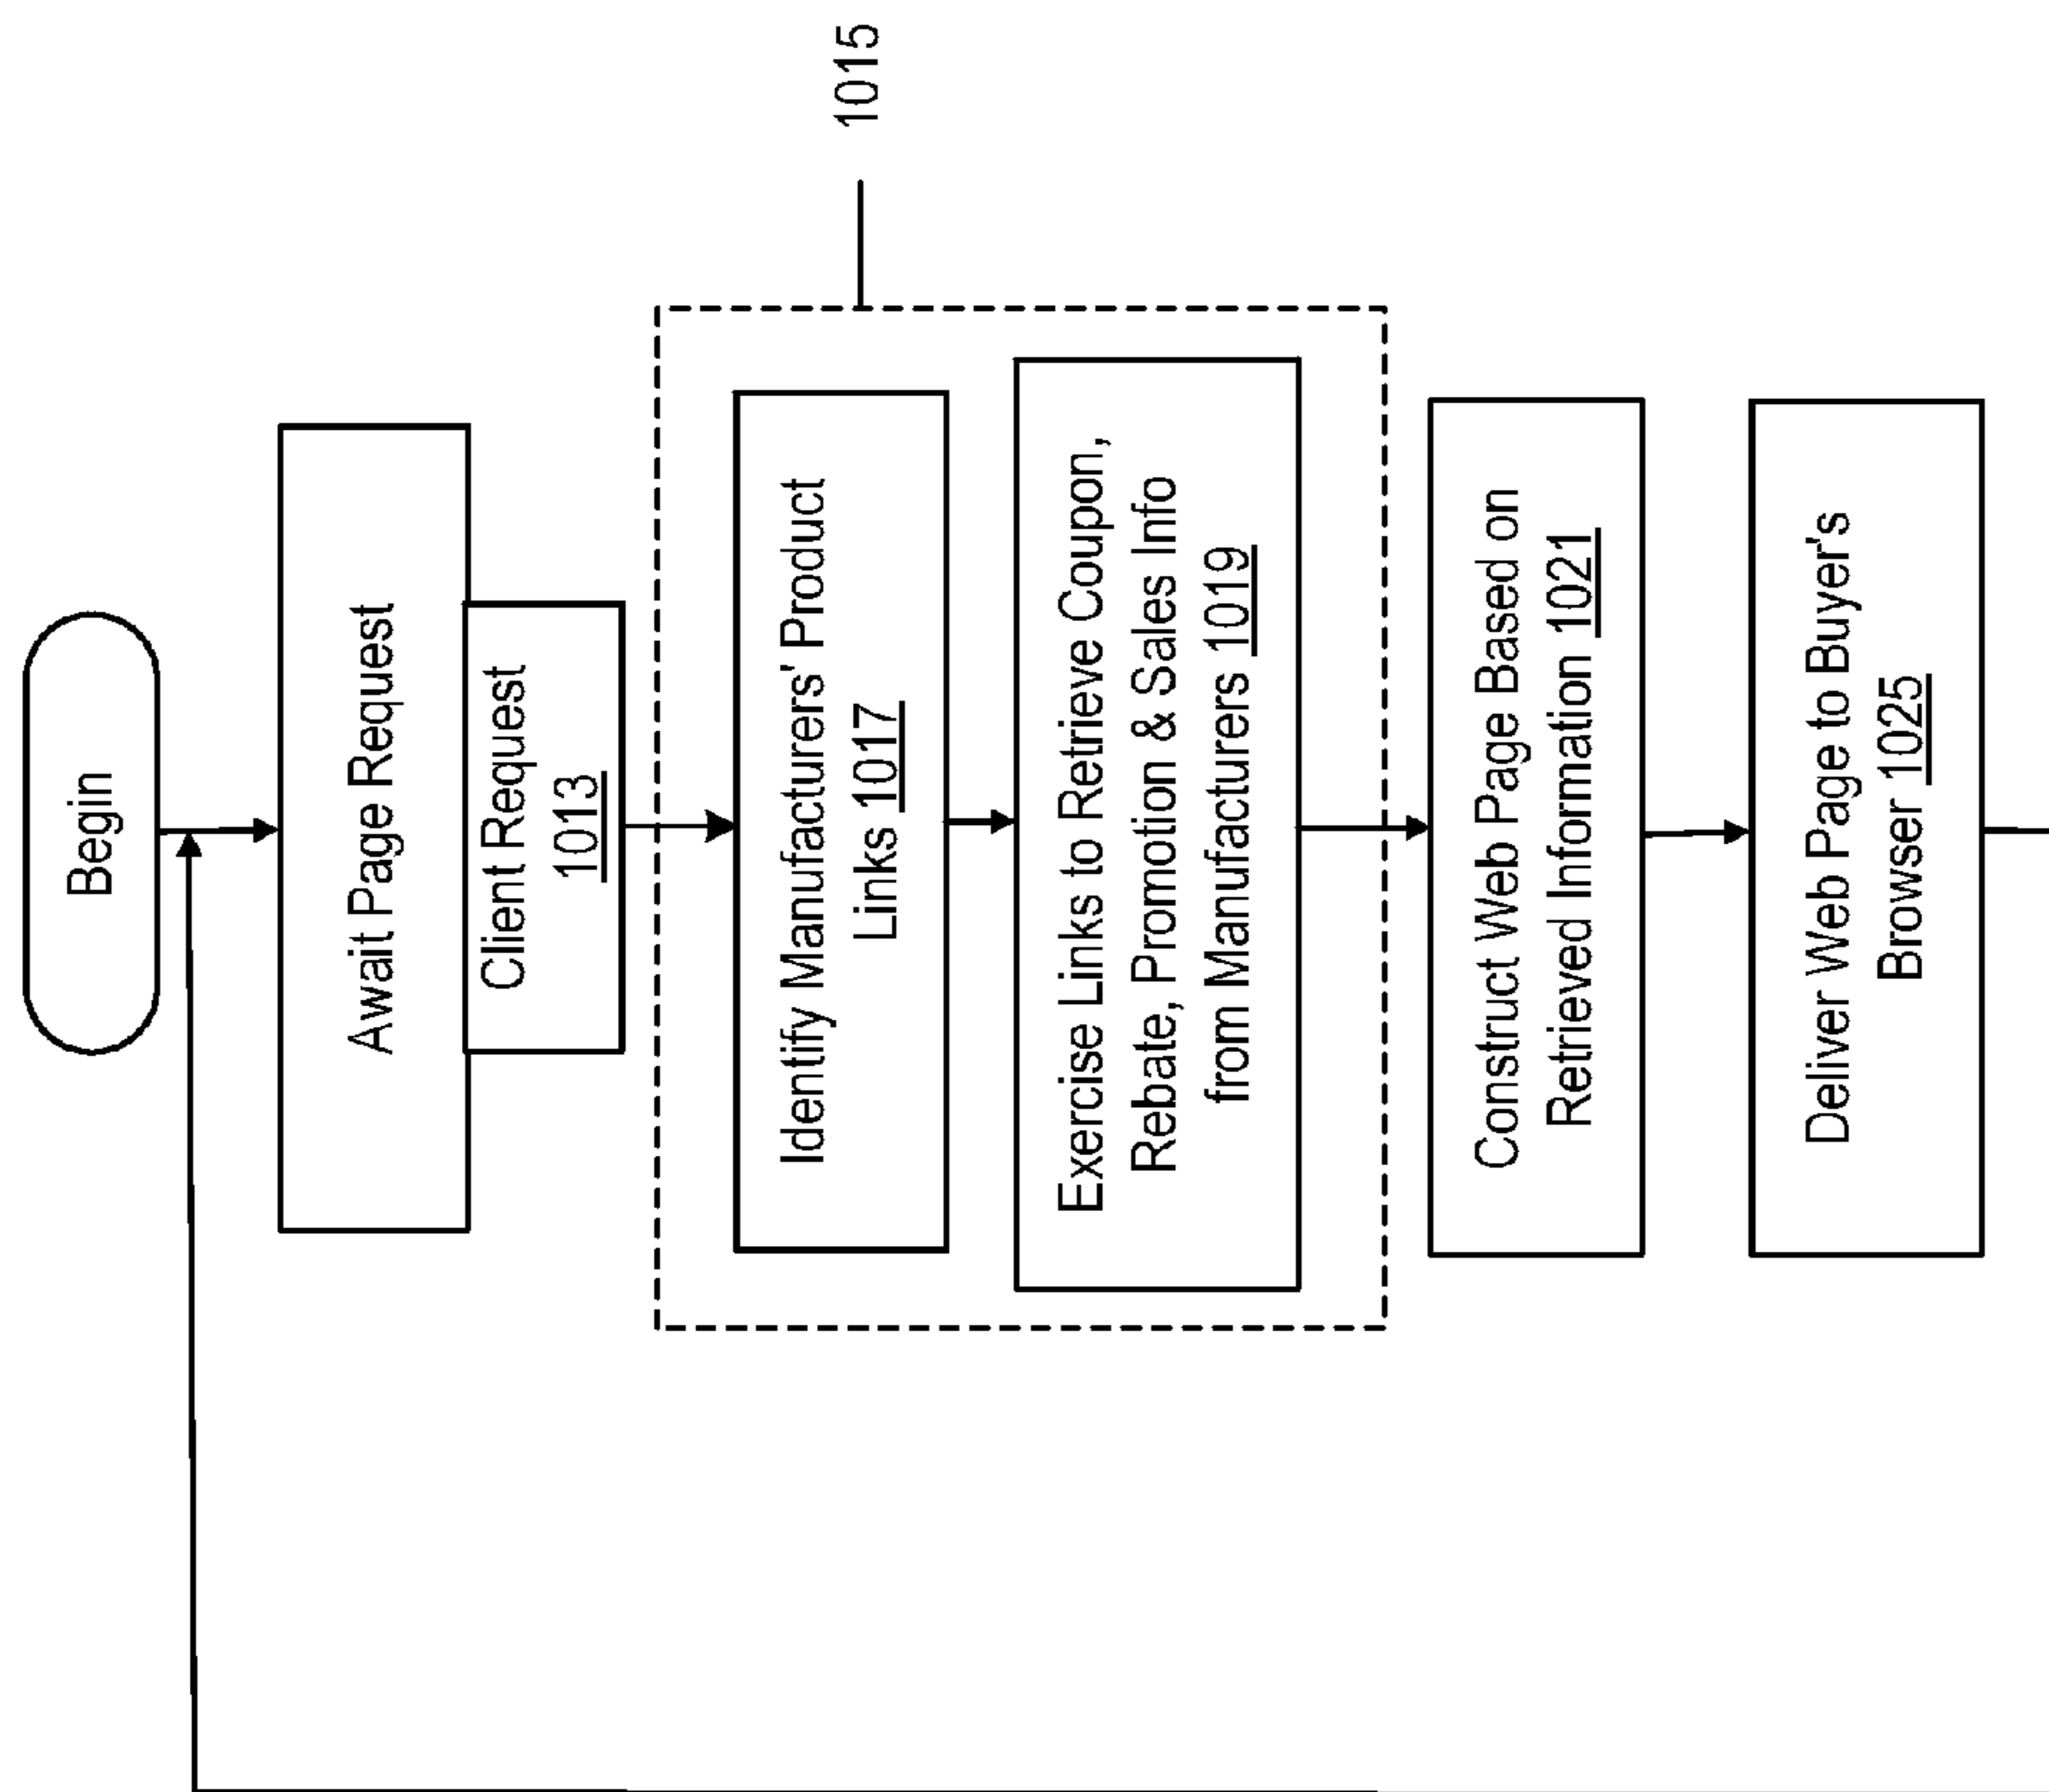 Begin
Await Page Request
Client Request
1013
1015
Identify Manufacturers' Product
Links 1017
Exercise Links to Retrieve Coupon,
Rebate, Promotion & Sales Info
from Manufacturers 1019
Construct Web Page Based on
Retrieved Information 1021
Deliver Web Page to Buyer's
Browser 1025